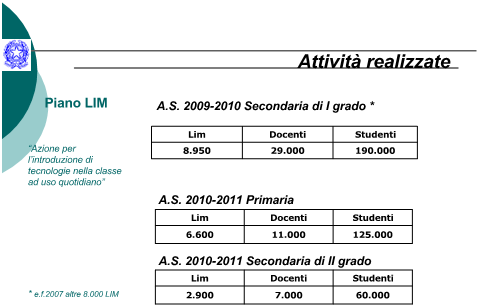 Attività realizzate
Piano LIM
"Azione per
l'introduzione di
tecnologie nella classe
ad uso quotidiano"
A.S. 2009-2010 Secondaria di I grado *
Lim Docenti Studenti
8.950 29.000 190.000
A.S. 2010-2011 Primaria
Lim Docenti Studenti
6.600 11.000 125.000
A.S. 2010-2011 Secondaria di II grado
Lim Docenti Studenti
2.900 7.000 60.000
* e.f.2007 altre 8.000 LIM